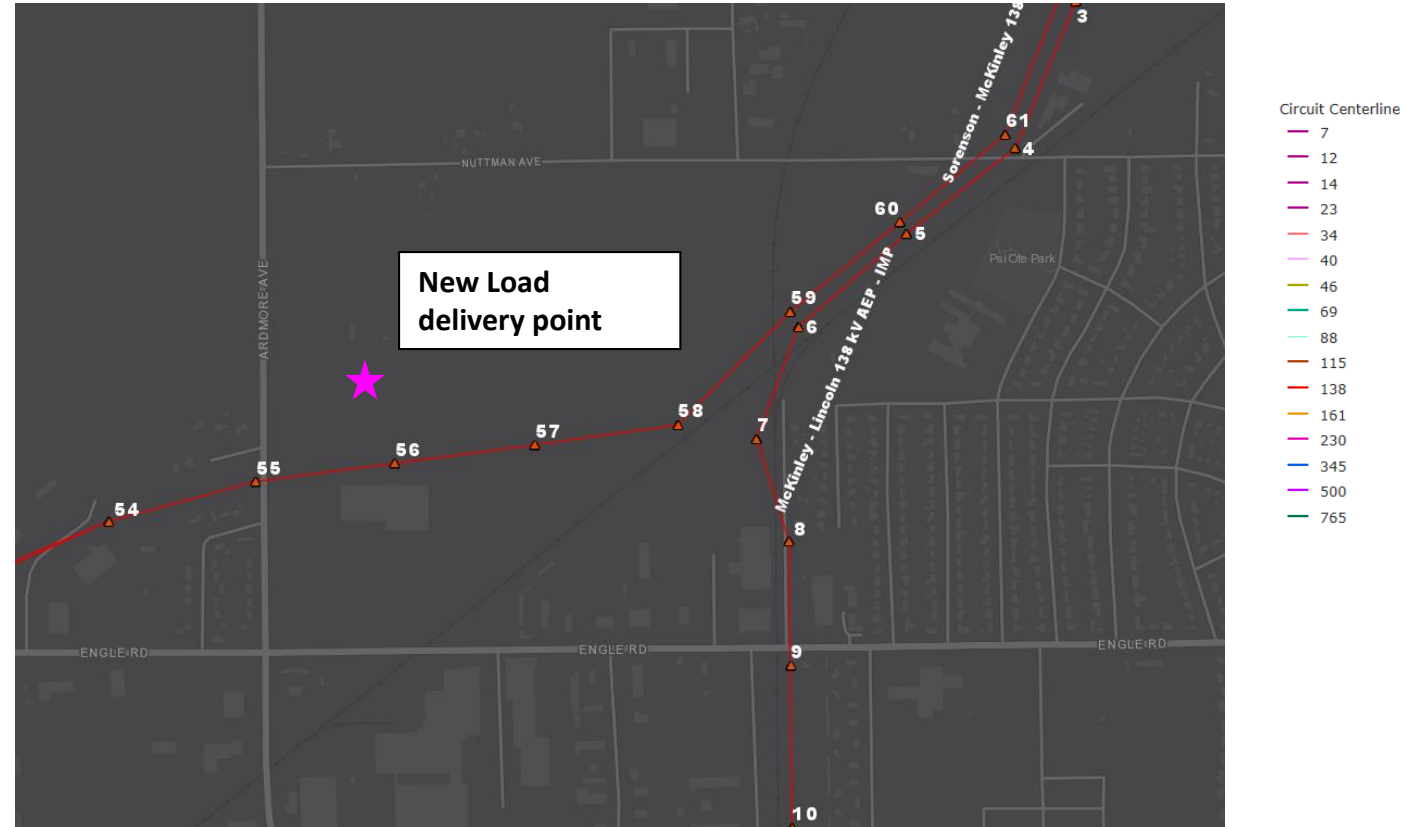 3
Sorenson - McKinley 138
61
4
NUTTMAN AVE
60
5
Psi Ote Park
New Load
delivery point
ARDMORE AVE
59
6
McKinley - Lincoln 138 kV AEP - IMP
58
7
57
56
55
54
8
ENGLE RD
ENGLE RD
ENGLE RD
9
10
Circuit Centerline
7
12
14
23
34
40
46
69
88
115
138
161
230
345
500
765